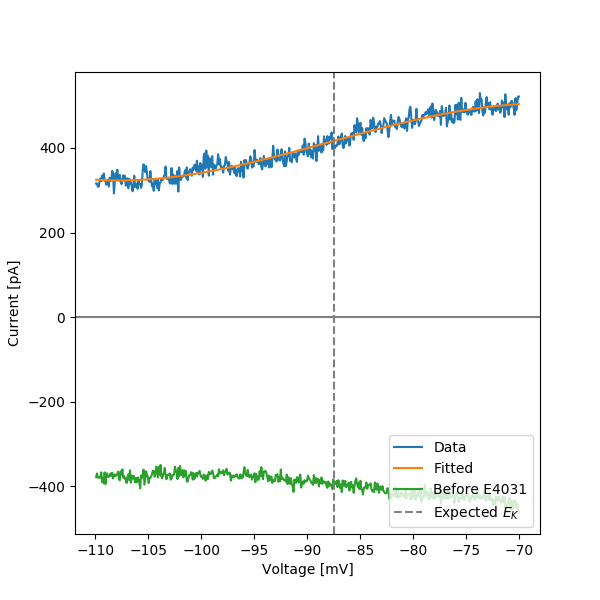 400
200
0
−200
−400
Current [pA]
Data
Fitted
Before E4031
Expected E_K
−110
−105
−100
−95
−90
−85
−80
−75
−70
Voltage [mV]